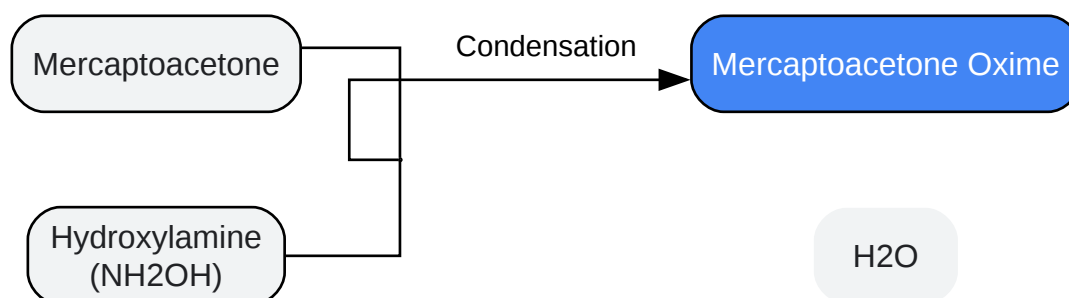 Mercaptoacetone
Condensation
Mercaptoacetone Oxime
Hydroxylamine
(NH2OH)
H2O